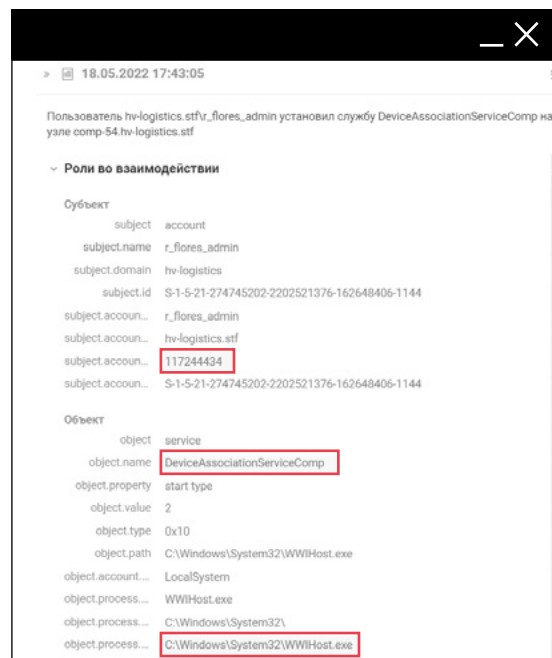 18.05.2022 17:43:05
Пользователь hv-logistics.stf\r_flores_admin установил службу DeviceAssociationServiceComp на
узле comp-54.hv-logistics.stf
Роли во взаимодействии
Субъект
subject account
subject.name r_flores_admin
subject.domain hv-logistics
subject.id S-1-5-21-274745202-2202521376-162648406-1144
subject.accoun... r_flores_admin
subject.accoun... hv-logistics.stf
subject.accoun... 117244434
subject.accoun... S-1-5-21-274745202-2202521376-162648406-1144
Объект
object service
object.name DeviceAssociationServiceComp
object.property start type
object.value 2
object.type 0x10
object.path C:\Windows\System32\WWIHost.exe
object.account.... LocalSystem
object.process.... WWIHost.exe
object.process.... C:\Windows\System32\
object.process.... C:\Windows\System32\WWIHost.exe